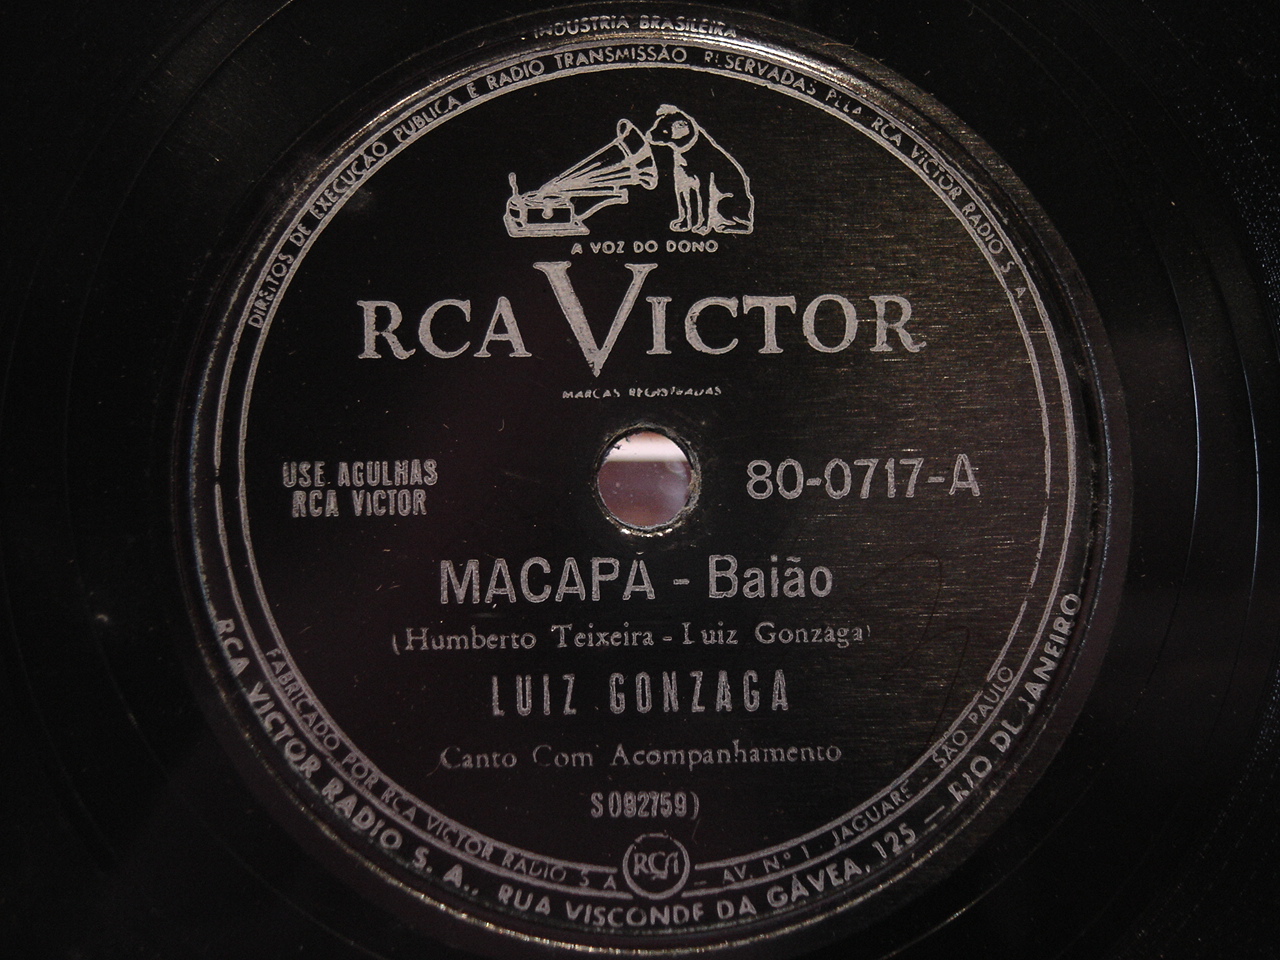 INDUSTRIA BRASILEIRA
DIREITOS DE EXECUÇÃO PUBLICA E RADIO TRANSMISSÃO RESERVADAS PELA RCA VICTOR RADIO S A
A VOZ DO DONO
RCA VICTOR
MARCAS REGISTRADAS
USE AGULHAS
RCA VICTOR
80-0717-A
MACAPÁ - Baião
(Humberto Teixeira - Luiz Gonzaga)
LUIZ GONZAGA
Canto Com Acompanhamento
S092759)
RCA
FABRICADO POR RCA VICTOR RADIO S A - AV. Nº 1 JAGUARE - SÃO PAULO
RCA VICTOR RADIO S. A., RUA VISCONDE DA GÁVEA, 125 — RIO DE JANEIRO